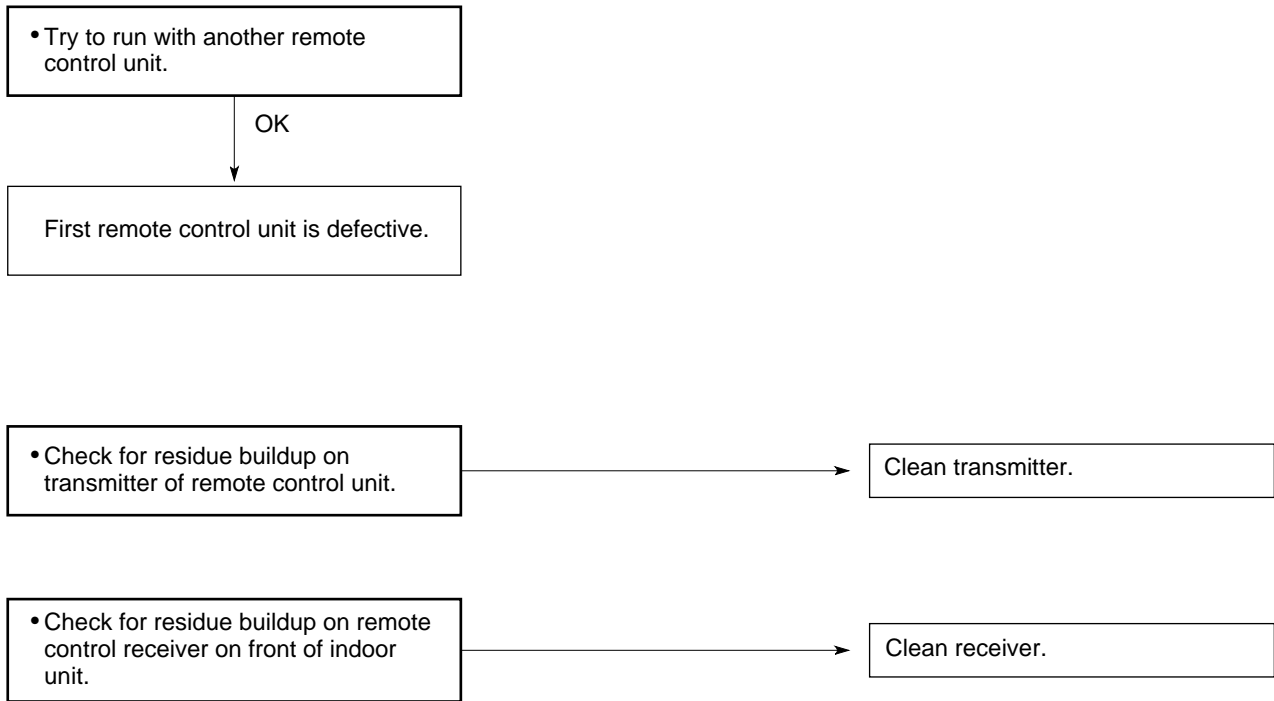 • Try to run with another remote
control unit.
OK
First remote control unit is defective.
• Check for residue buildup on
transmitter of remote control unit.
Clean transmitter.
• Check for residue buildup on remote
control receiver on front of indoor
unit.
Clean receiver.